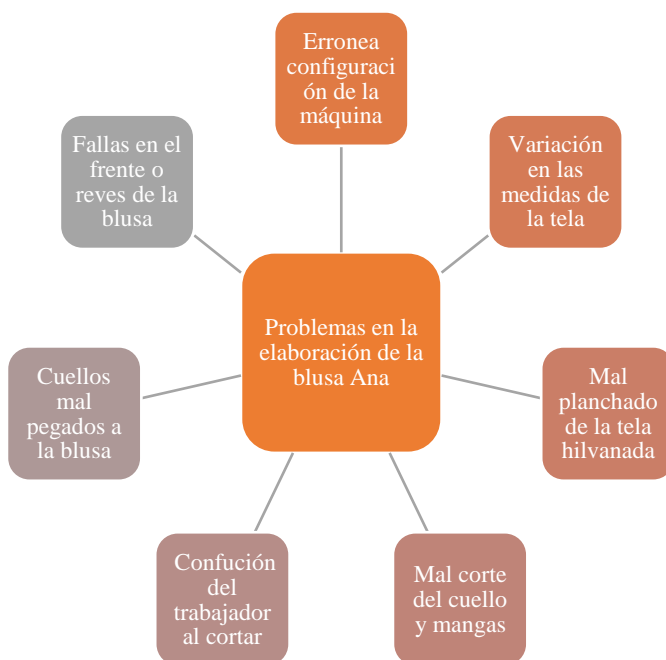 Erronea
configuraci
ón de la
máquina
Variación
en las
medidas de
la tela
Mal
planchado
de la tela
hilvanada
Mal corte
del cuello
y mangas
Confución
del
trabajador
al cortar
Cuellos
mal
pegados a
la blusa
Fallas en el
frente o
reves de la
blusa
Problemas en la
elaboración de la
blusa Ana